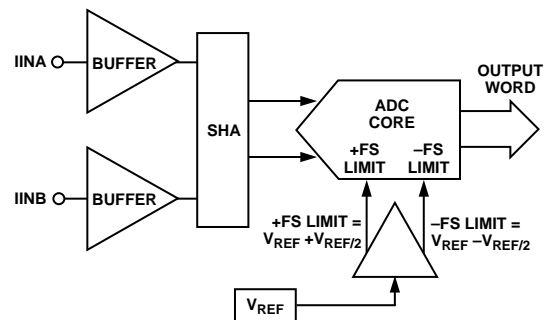 IINA
BUFFER
SHA
ADC
CORE
+FS
LIMIT
–FS
LIMIT
OUTPUT
WORD
IINB
BUFFER
+FS LIMIT =
VREF +VREF/2
–FS LIMIT =
VREF –VREF/2
VREF